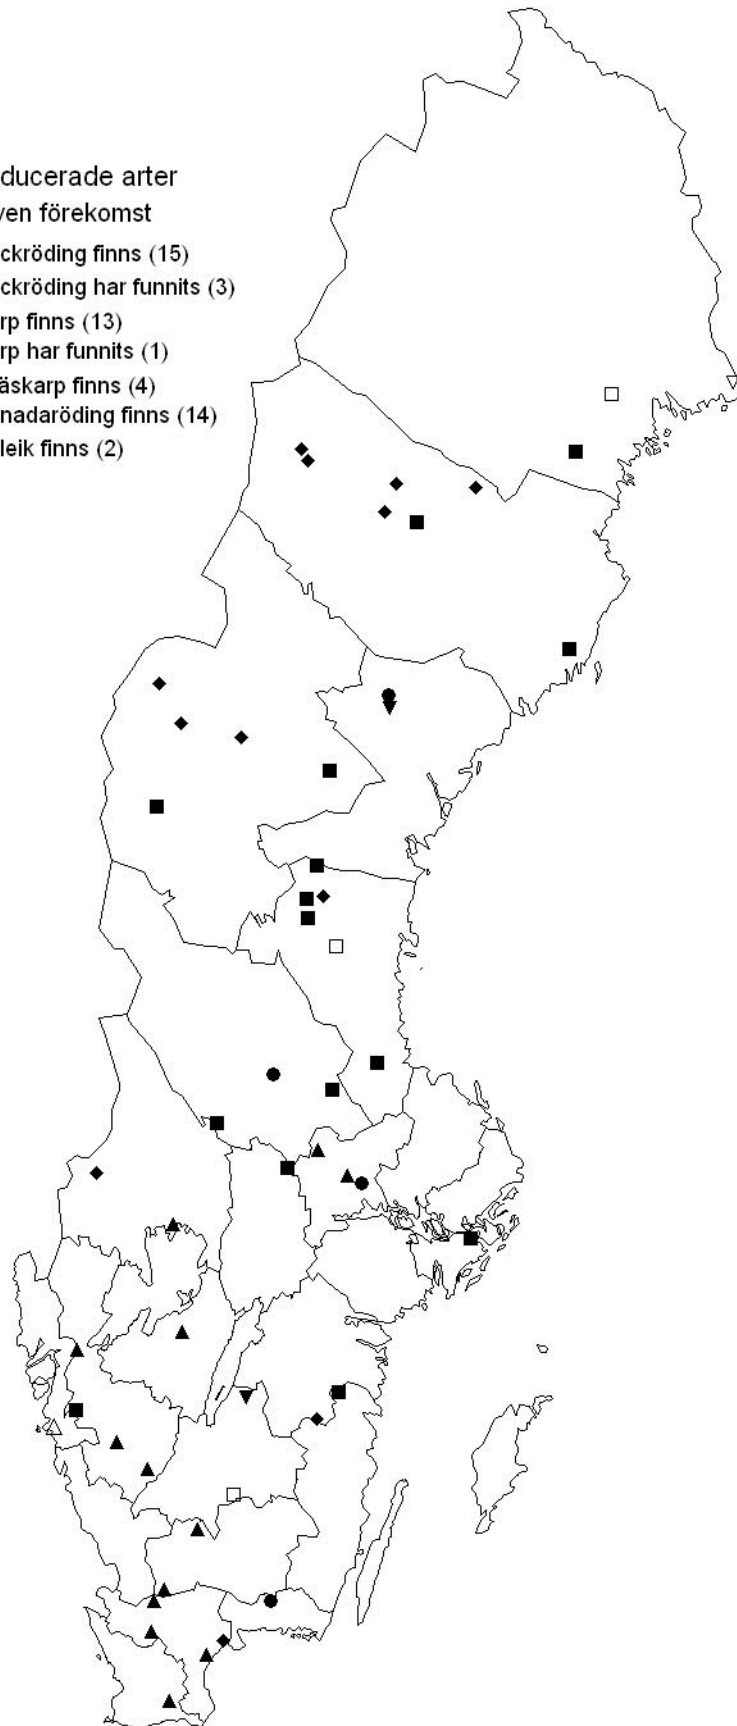 ducerade arter
ven förekomst
ckröding finns (15)
ckröding har funnits (3)
rp finns (13)
rp har funnits (1)
äskarp finns (4)
nadaröding finns (14)
leik finns (2)